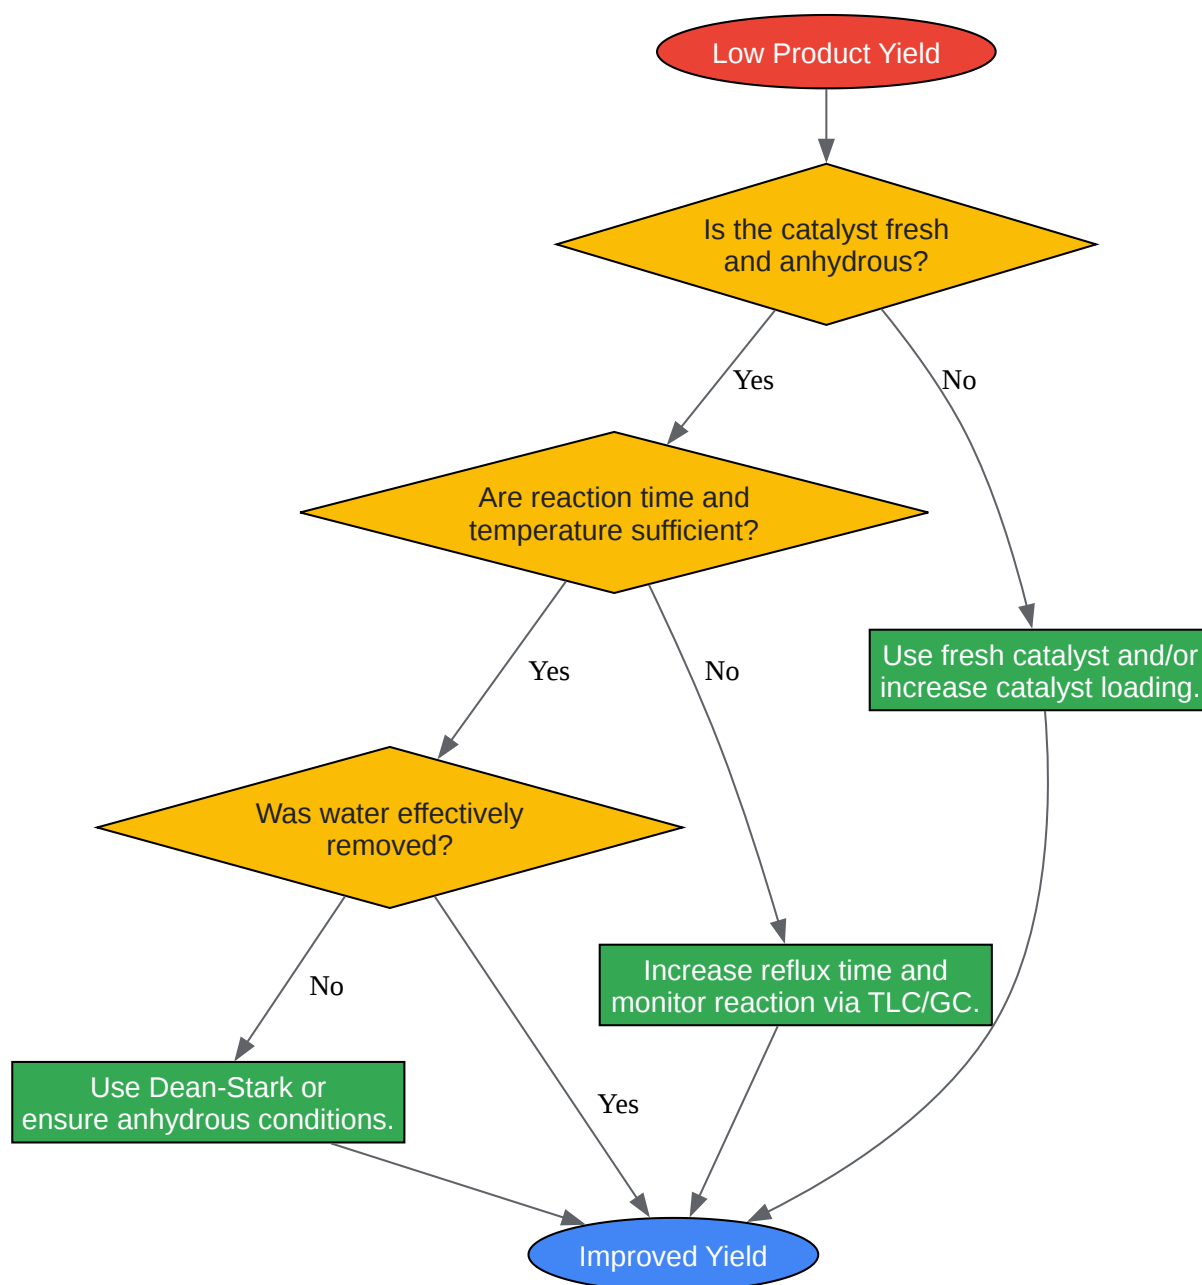 Low Product Yield
Is the catalyst fresh
and anhydrous?
Yes
No
Are reaction time and
temperature sufficient?
Yes
No
Use fresh catalyst and/or
increase catalyst loading.
Was water effectively
removed?
No
Yes
Increase reflux time and
monitor reaction via TLC/GC.
Use Dean-Stark or
ensure anhydrous conditions.
Improved Yield